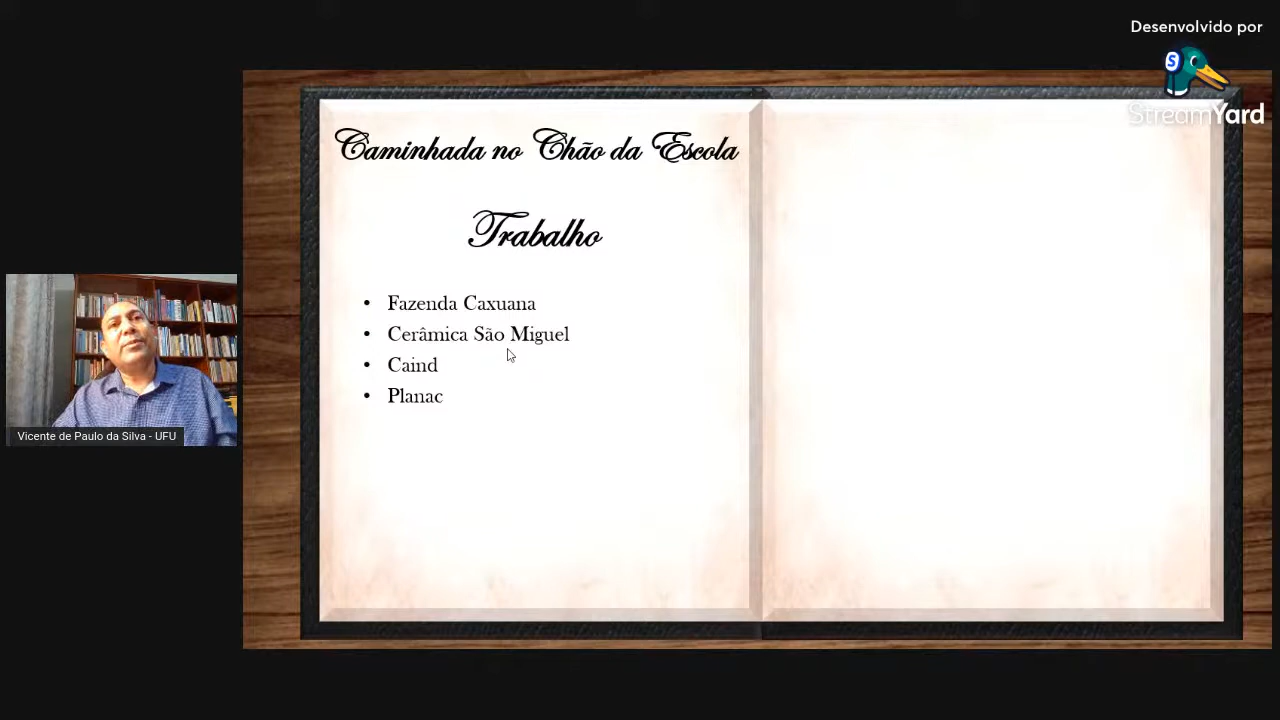 Desenvolvido por
StreamYard
Caminhada no Chão da Escola
Trabalho
• Fazenda Caxuana
• Cerâmica São Miguel
• Caind
• Planac
Vicente de Paulo da Silva - UFU